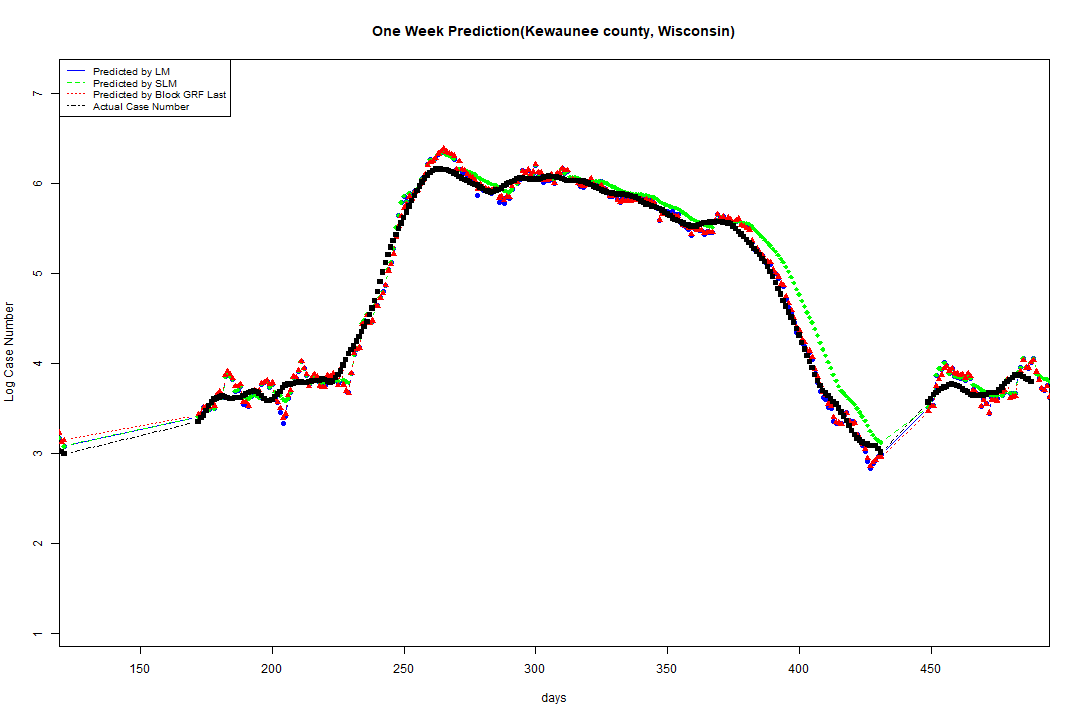 One Week Prediction(Kewaunee county, Wisconsin)
Predicted by LM
Predicted by SLM
Predicted by Block GRF Last
Actual Case Number
7
6
5
4
3
2
1
Log Case Number
150 200 250 300 350 400 450
days